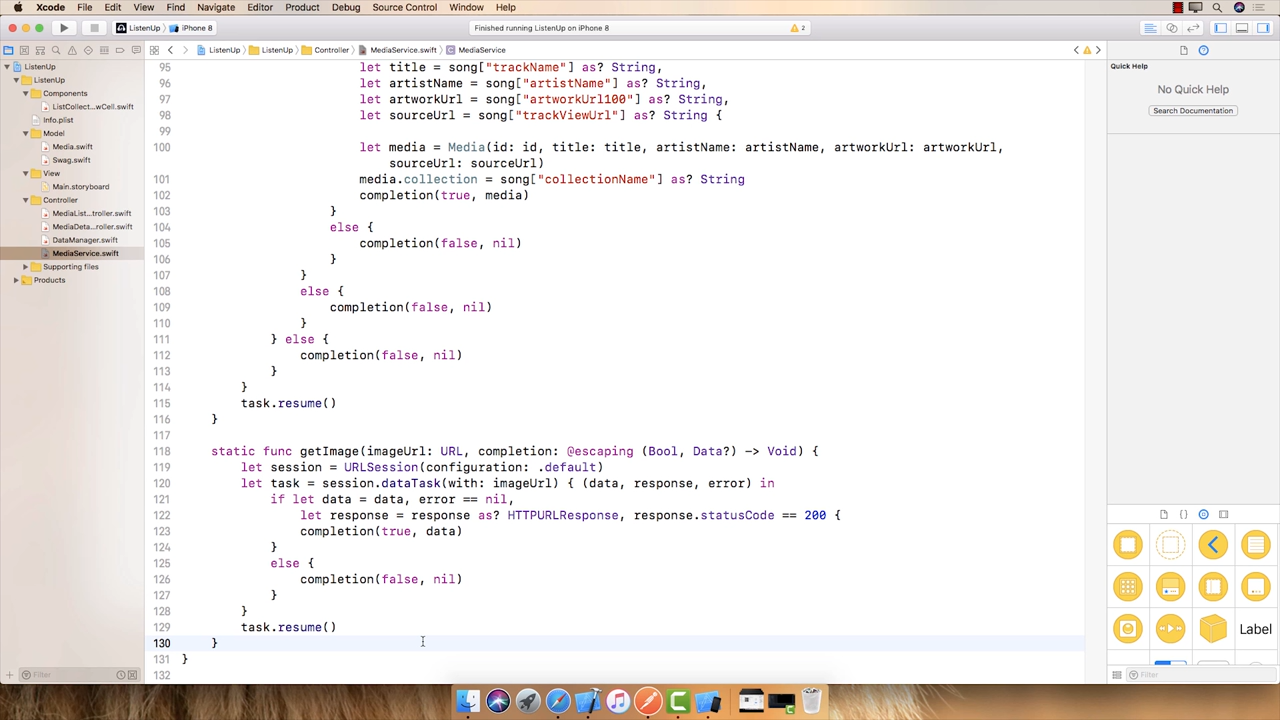 Xcode File Edit View Find Navigate Editor Product Debug Source Control Window Help
ListenUp iPhone 8 Finished running ListenUp on iPhone 8 2
ListenUp ListenUp Controller MediaService.swift MediaService
ListenUp
ListenUp
Components
ListCollect...wCell.swift
Info.plist
Model
Media.swift
Swag.swift
View
Main.storyboard
Controller
MediaList...troller.swift
MediaDeta...roller.swift
DataManager.swift
MediaService.swift
Supporting files
Products
Filter
95 let title = song["trackName"] as? String,
96 let artistName = song["artistName"] as? String,
97 let artworkUrl = song["artworkUrl100"] as? String,
98 let sourceUrl = song["trackViewUrl"] as? String {
99
100 let media = Media(id: id, title: title, artistName: artistName, artworkUrl: artworkUrl,
sourceUrl: sourceUrl)
101 media.collection = song["collectionName"] as? String
102 completion(true, media)
103 }
104 else {
105 completion(false, nil)
106 }
107 }
108 else {
109 completion(false, nil)
110 }
111 } else {
112 completion(false, nil)
113 }
114 }
115 task.resume()
116 }
117
118 static func getImage(imageUrl: URL, completion: @escaping (Bool, Data?) -> Void) {
119 let session = URLSession(configuration: .default)
120 let task = session.dataTask(with: imageUrl) { (data, response, error) in
121 if let data = data, error == nil,
122 let response = response as? HTTPURLResponse, response.statusCode == 200 {
123 completion(true, data)
124 }
125 else {
126 completion(false, nil)
127 }
128 }
129 task.resume()
130 }
131 }
132
Quick Help
No Quick Help
Search Documentation
{ }
Label
Filter